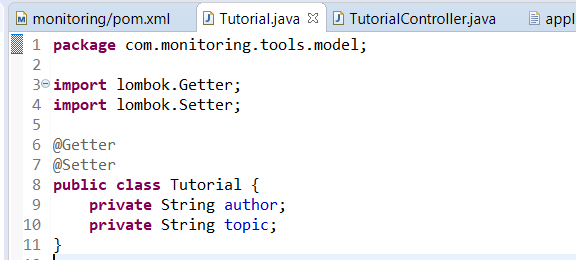 monitoring/pom.xml Tutorial.java TutorialController.java appl
1 package com.monitoring.tools.model;
2
3 import lombok.Getter;
4 import lombok.Setter;
5
6 @Getter
7 @Setter
8 public class Tutorial {
9 private String author;
10 private String topic;
11 }